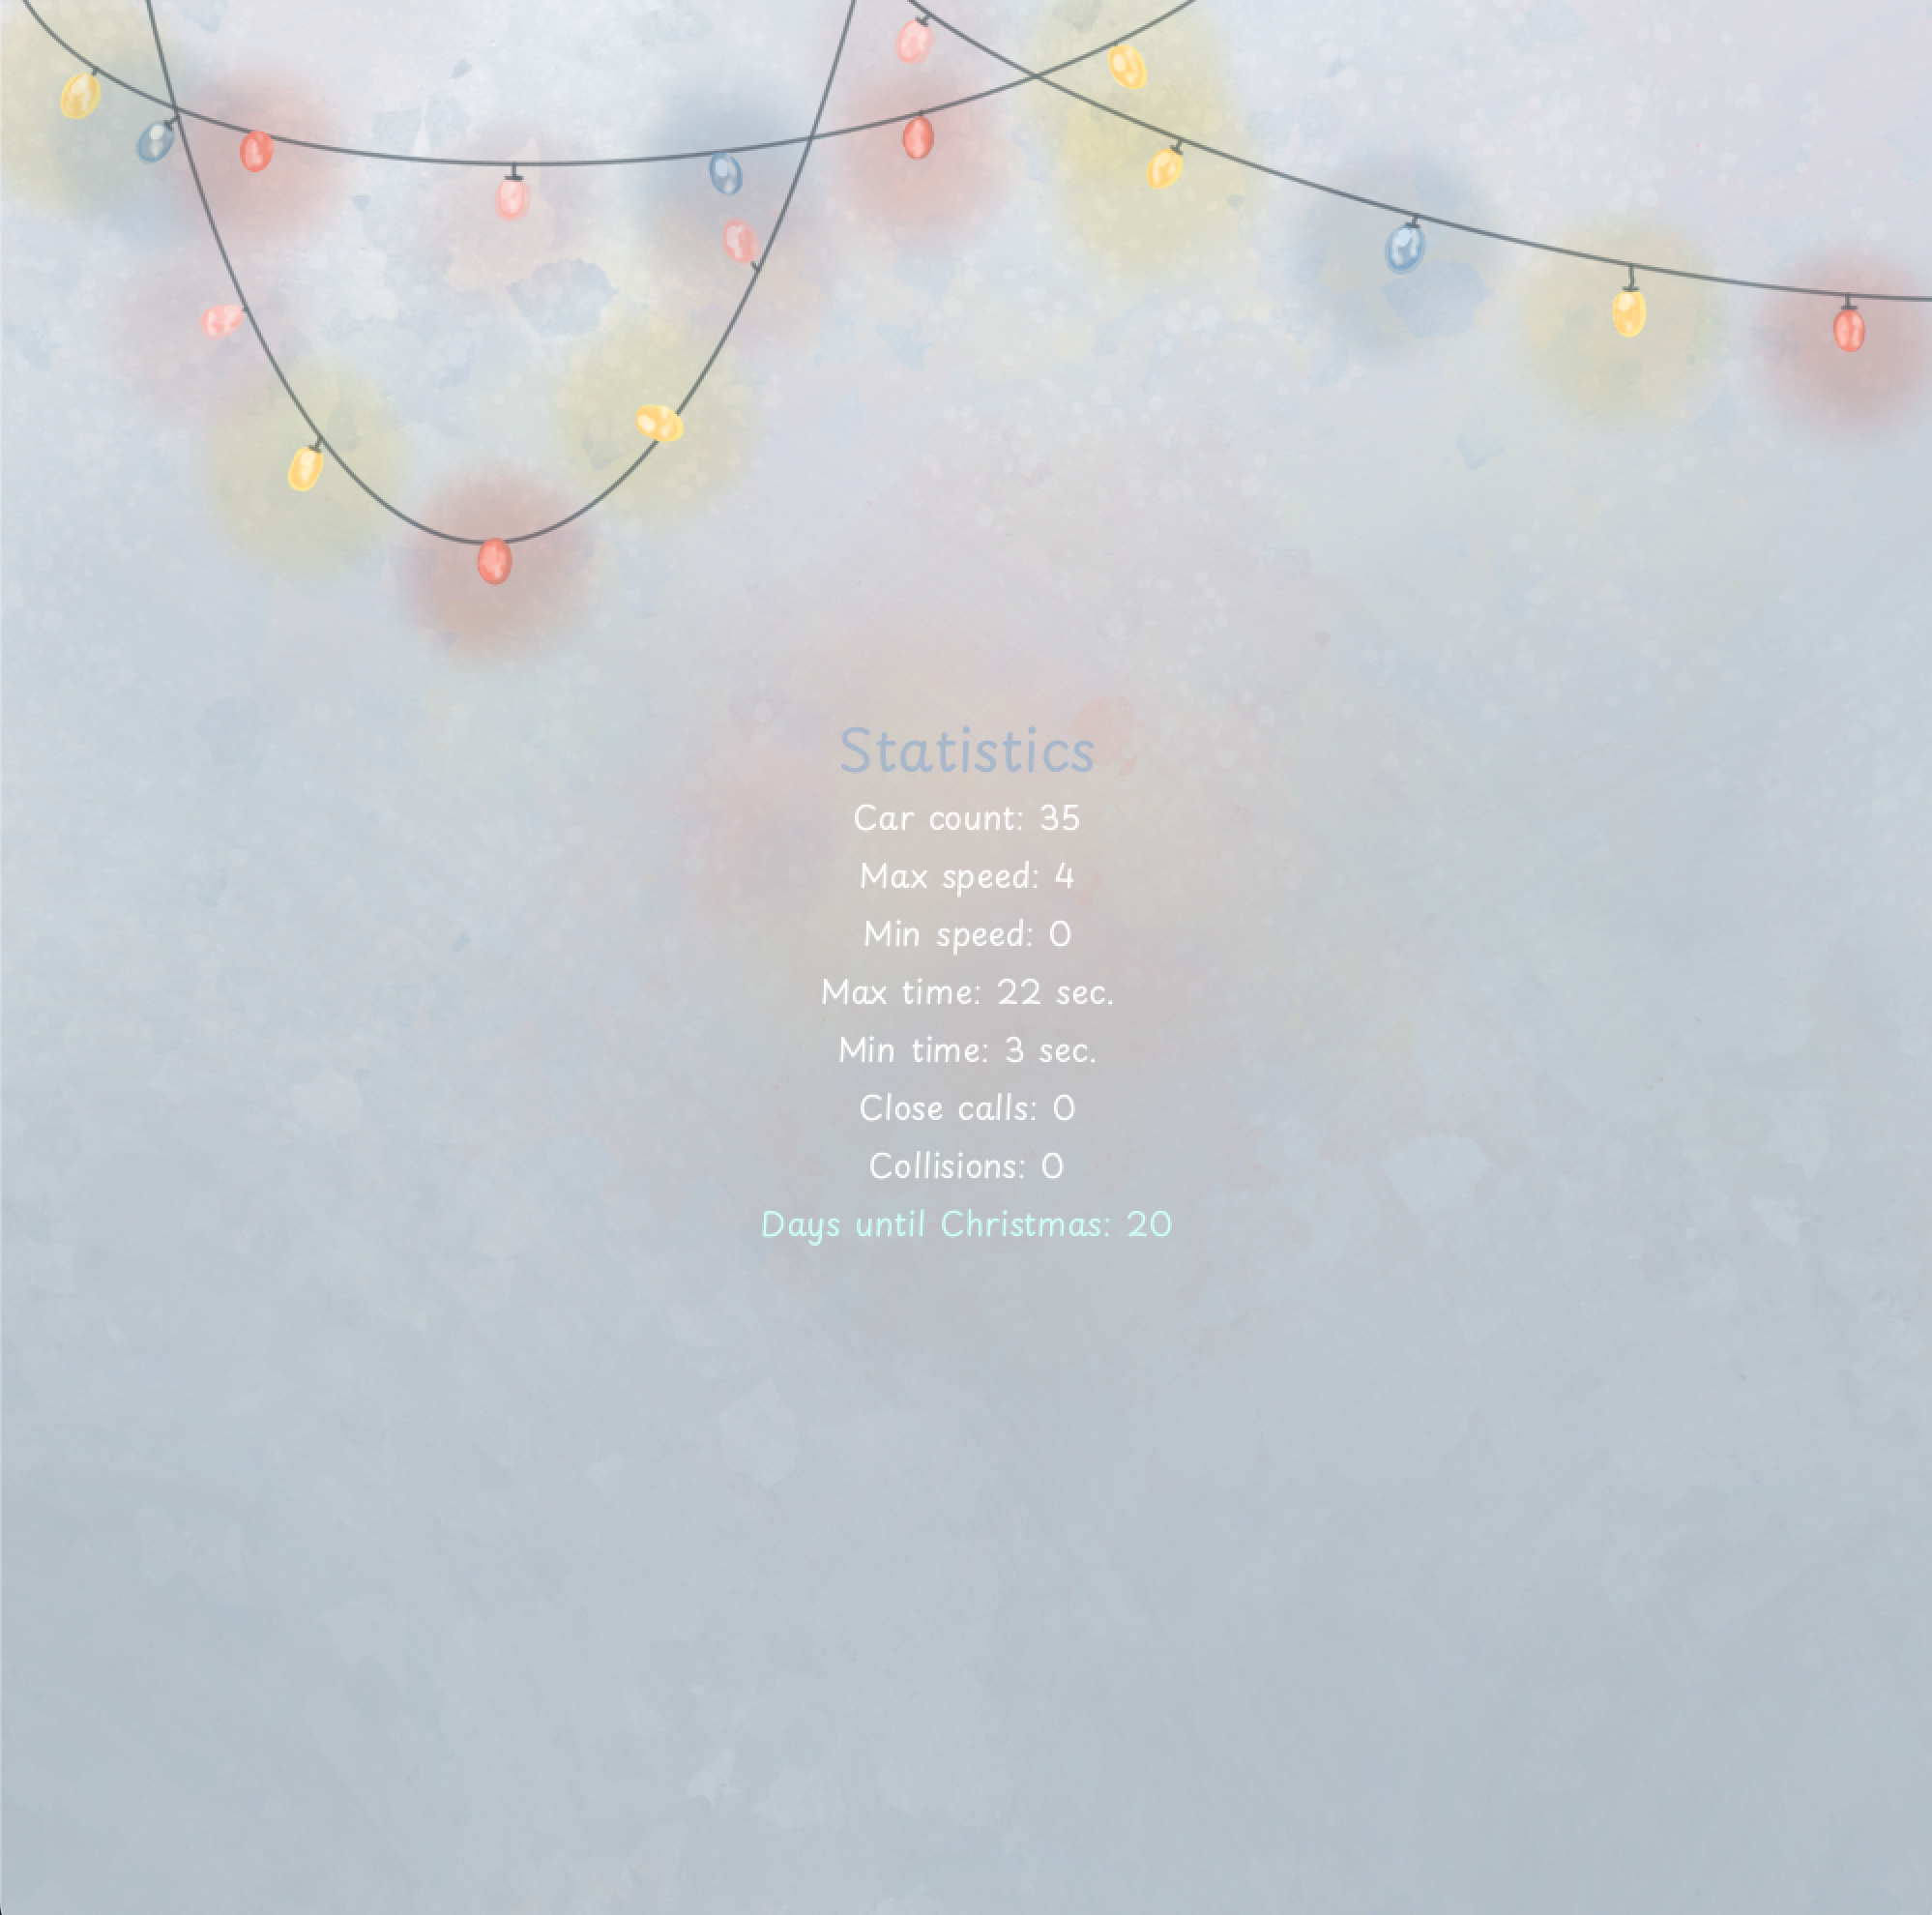 Statistics
Car count: 35
Max speed: 4
Min speed: 0
Max time: 22 sec.
Min time: 3 sec.
Close calls: 0
Collisions: 0
Days until Christmas: 20